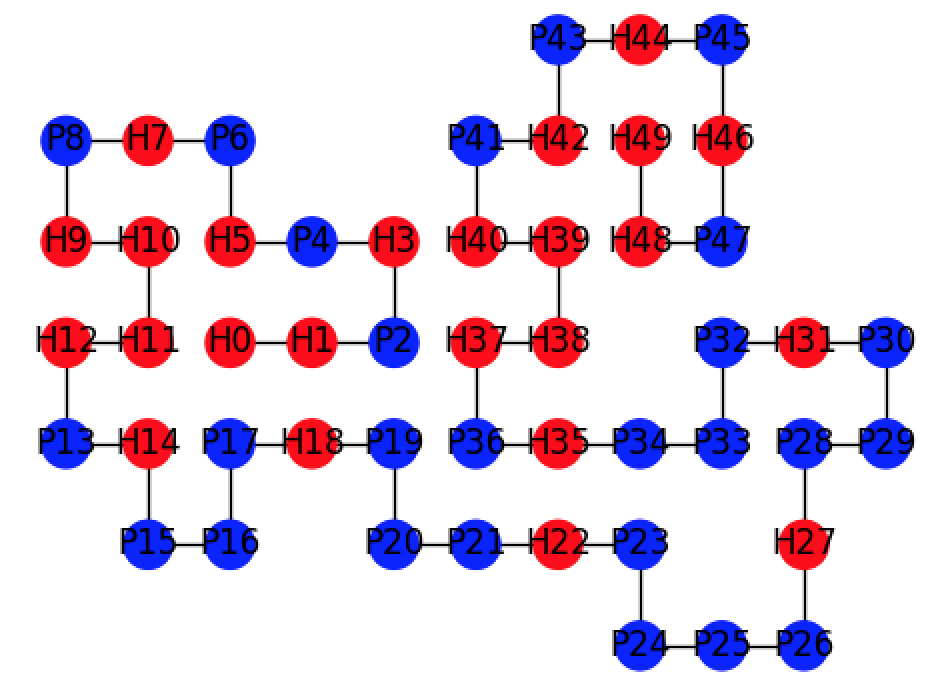 P43 H44 P45
P8 H7 P6 P41 H42 H49 H46
H9 H10 H5 P4 H3 H40 H39 H48 P47
H12 H11 H0 H1 P2 H37 H38 P32 H31 P30
P13 H14 P17 H18 P19 P36 H35 P34 P33 P28 P29
P15 P16 P20 P21 H22 P23 H27
P24 P25 P26